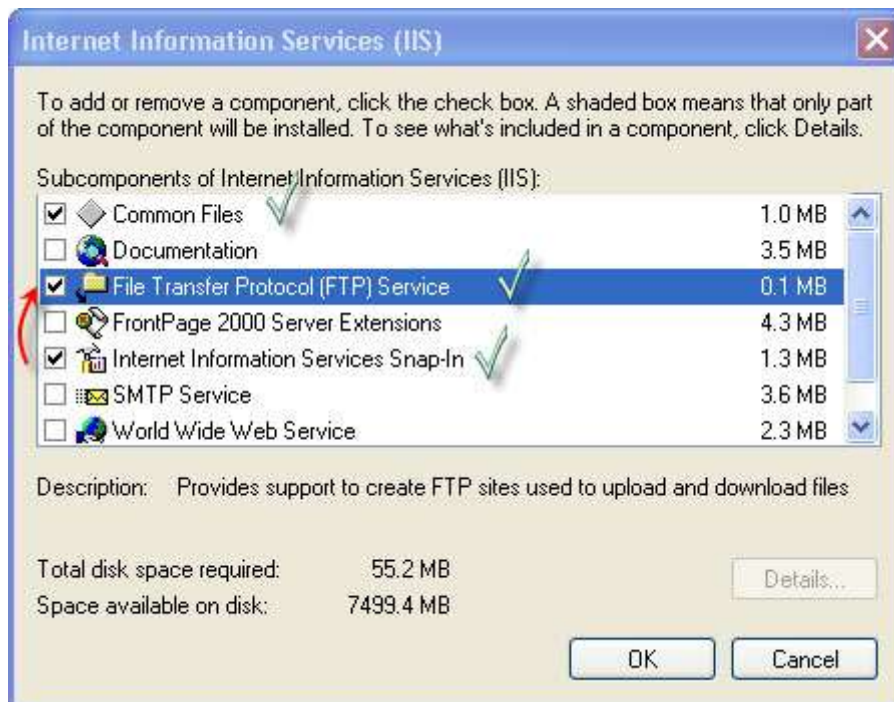 Internet Information Services (IIS)
To add or remove a component, click the check box. A shaded box means that only part
of the component will be installed. To see what's included in a component, click Details.
Subcomponents of Internet Information Services (IIS):
Common Files 1.0 MB
Documentation 3.5 MB
File Transfer Protocol (FTP) Service 0.1 MB
FrontPage 2000 Server Extensions 4.3 MB
Internet Information Services Snap-In 1.3 MB
SMTP Service 3.6 MB
World Wide Web Service 2.3 MB
Description: Provides support to create FTP sites used to upload and download files
Total disk space required: 55.2 MB
Space available on disk: 7499.4 MB
Details...
OK Cancel